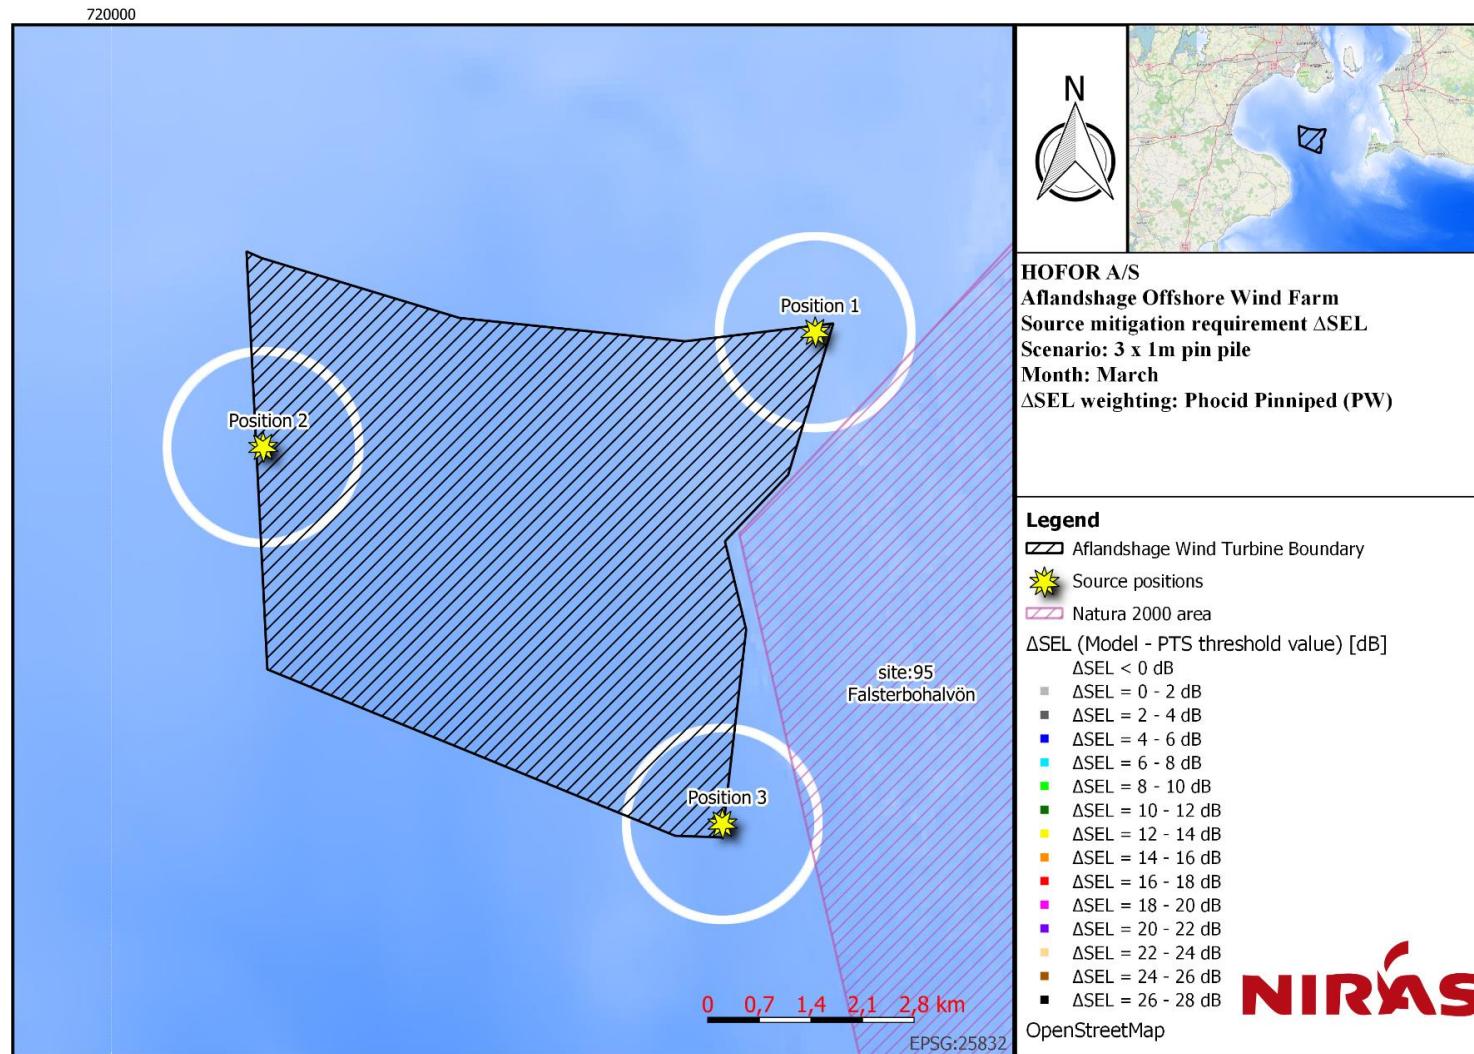 720000
Position 1
Position 2
Position 3
site:95
Falsterbohalvön
0 0,7 1,4 2,1 2,8 km
EPSG:25832
N
HOFOR A/S
Aflandshage Offshore Wind Farm
Source mitigation requirement ΔSEL
Scenario: 3 x 1m pin pile
Month: March
ΔSEL weighting: Phocid Pinniped (PW)
Legend
Aflandshage Wind Turbine Boundary
Source positions
Natura 2000 area
ΔSEL (Model - PTS threshold value) [dB]
ΔSEL < 0 dB
ΔSEL = 0 - 2 dB
ΔSEL = 2 - 4 dB
ΔSEL = 4 - 6 dB
ΔSEL = 6 - 8 dB
ΔSEL = 8 - 10 dB
ΔSEL = 10 - 12 dB
ΔSEL = 12 - 14 dB
ΔSEL = 14 - 16 dB
ΔSEL = 16 - 18 dB
ΔSEL = 18 - 20 dB
ΔSEL = 20 - 22 dB
ΔSEL = 22 - 24 dB
ΔSEL = 24 - 26 dB
ΔSEL = 26 - 28 dB
OpenStreetMap
NIRAS